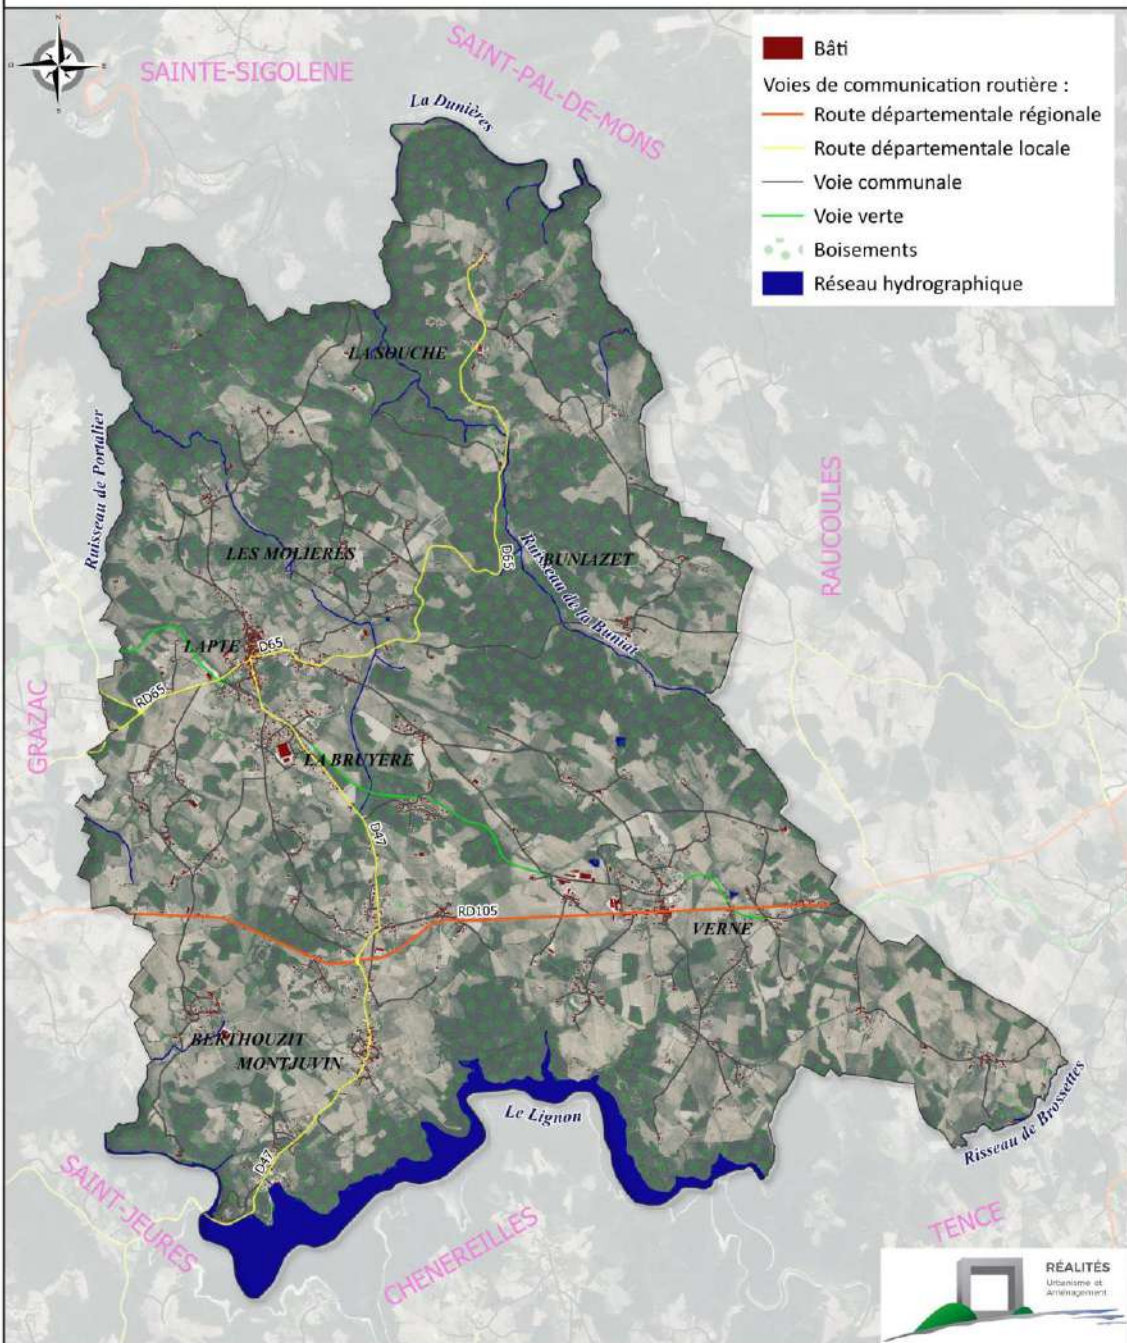 N
O
E
S
SAINTE-SIGOLENE
SAINT-PAL-DE-MONS
La Dunières
Bâti
Voies de communication routière :
Route départementale régionale
Route départementale locale
Voie communale
Voie verte
Boisements
Réseau hydrographique
LA SOUCHE
Ruisseau de Portalier
RAUCOULES
LES MOLIERES
D65
BUNIAZET
Ruisseau de la Buniat
LAPTE
D65
RD65
GRAZAC
LA BRUYERE
D47
RD105
VERNE
BERTHOUZIT
MONTJUVIN
Le Lignon
Risseau de Brossettes
D47
SAINT-JEURES
CHENEREILLES
TENCE
RÉALITÉS
Urbanisme et
Aménagement